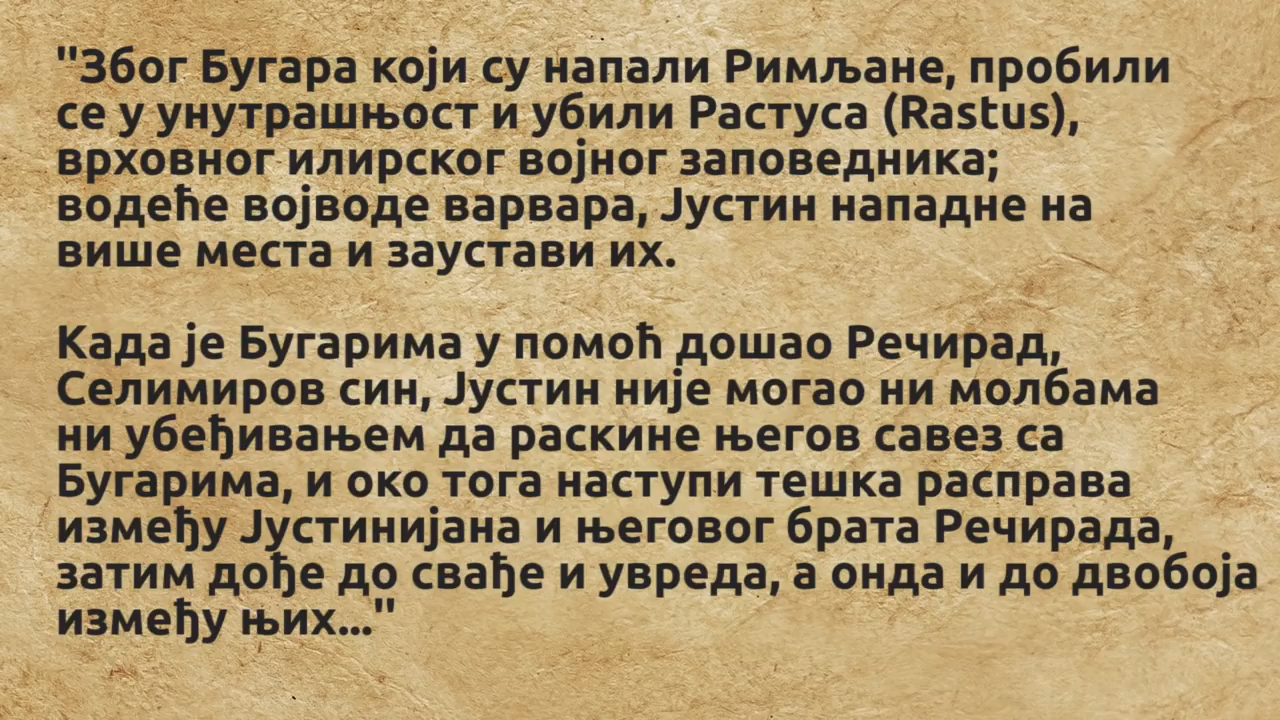 "Због Бугара који су напали Римљане, пробили
се у унутрашњост и убили Растуса (Rastus),
врховног илирског војног заповедника;
водеће војводе варвара, Јустин нападне на
више места и заустави их.
Када је Бугарима у помоћ дошао Речирад,
Селимиров син, Јустин није могао ни молбама
ни убеђивањем да раскине његов савез са
Бугарима, и око тога наступи тешка расправа
између Јустинијана и његовог брата Речирада,
затим дође до свађе и увреда, а онда и до двобоја
између њих..."